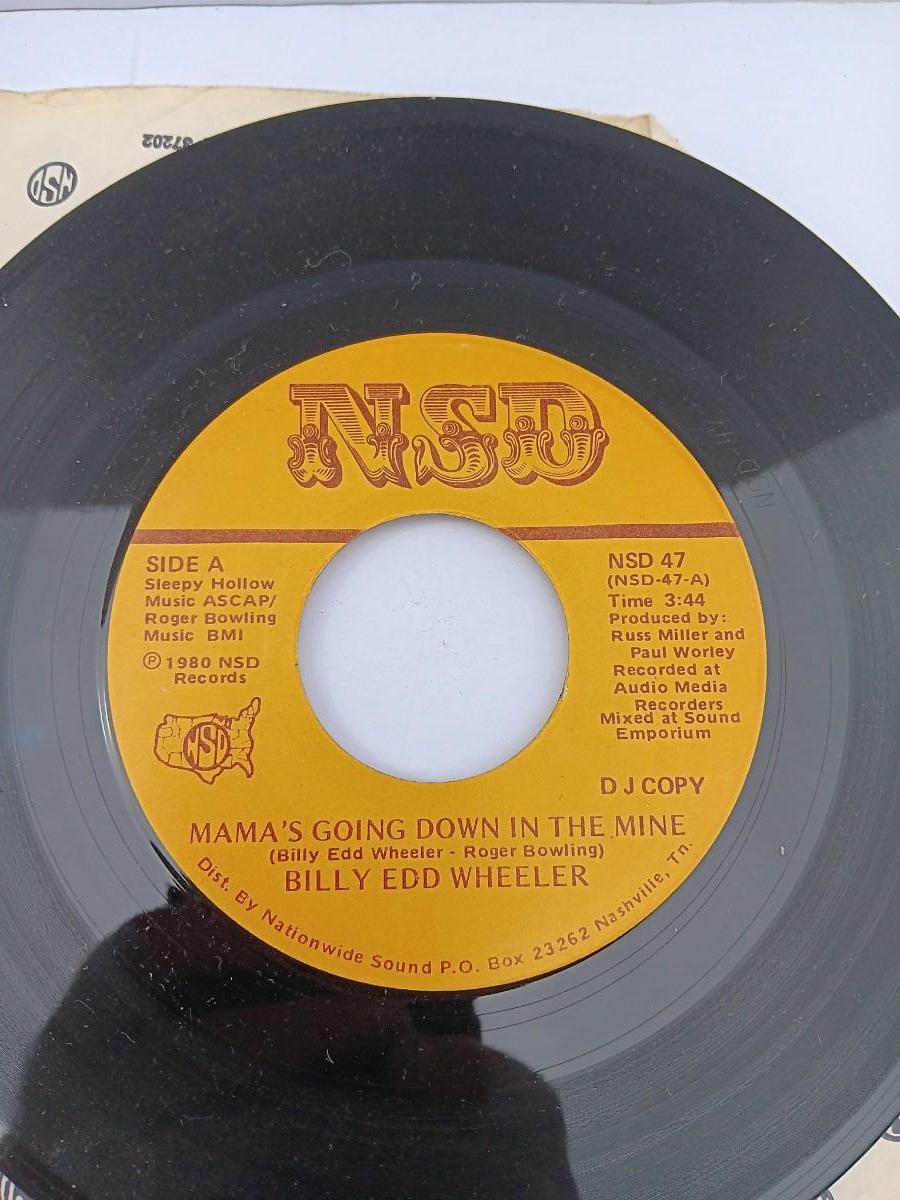 37202
NSD
NSD
SIDE A
Sleepy Hollow
Music ASCAP/
Roger Bowling
Music BMI
℗ 1980 NSD
Records
NSD
NSD 47
(NSD-47-A)
Time 3:44
Produced by:
Russ Miller and
Paul Worley
Recorded at
Audio Media
Recorders
Mixed at Sound
Emporium
D J COPY
MAMA'S GOING DOWN IN THE MINE
(Billy Edd Wheeler - Roger Bowling)
BILLY EDD WHEELER
Dist. By Nationwide Sound P.O. Box 23262 Nashville, Tn.